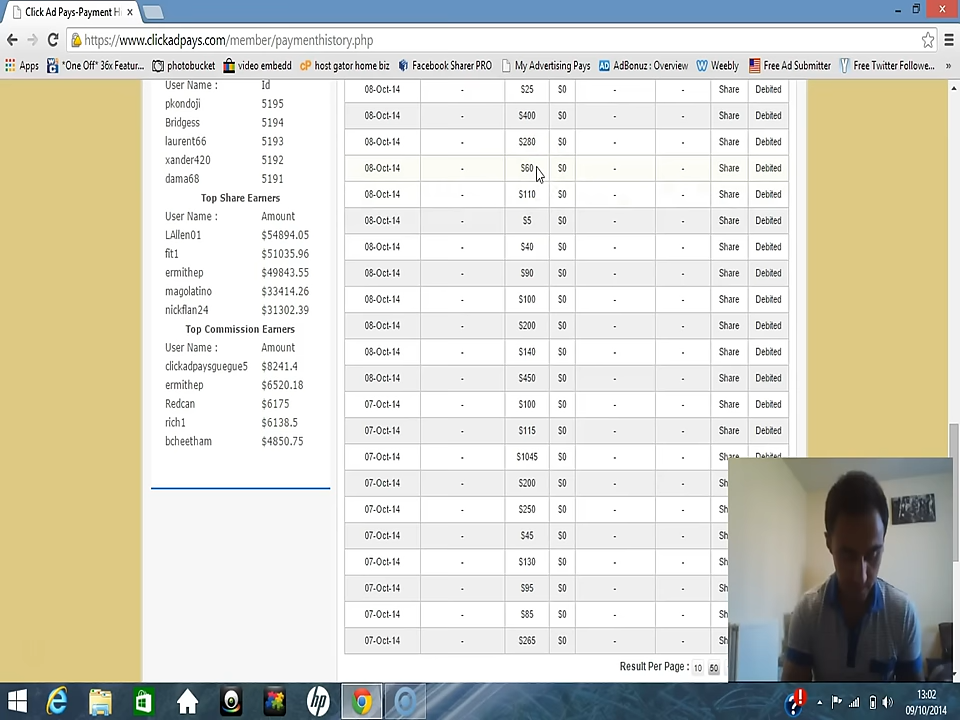 Click Ad Pays-Payment H
https://www.clickadpays.com/member/paymenthistory.php
Apps *One Off* 36x Featur... photobucket video embedd cP host gator home biz Facebook Sharer PRO My Advertising Pays AD AdBonuz : Overview Weebly Free Ad Submitter Free Twitter Followe... »
User Name : Id
pkondoji 5195
Bridgess 5194
laurent66 5193
xander420 5192
dama68 5191
Top Share Earners
User Name : Amount
LAllen01 $54894.05
fit1 $51035.96
ermithep $49843.55
magolatino $33414.26
nickflan24 $31302.39
Top Commission Earners
User Name : Amount
clickadpaysguegue5 $8241.4
ermithep $6520.18
Redcan $6175
rich1 $6138.5
bcheetham $4850.75
08-Oct-14 - $25 $0 - - Share Debited
08-Oct-14 - $400 $0 - - Share Debited
08-Oct-14 - $280 $0 - - Share Debited
08-Oct-14 - $60 $0 - - Share Debited
08-Oct-14 - $110 $0 - - Share Debited
08-Oct-14 - $5 $0 - - Share Debited
08-Oct-14 - $40 $0 - - Share Debited
08-Oct-14 - $90 $0 - - Share Debited
08-Oct-14 - $100 $0 - - Share Debited
08-Oct-14 - $200 $0 - - Share Debited
08-Oct-14 - $140 $0 - - Share Debited
08-Oct-14 - $450 $0 - - Share Debited
07-Oct-14 - $100 $0 - - Share Debited
07-Oct-14 - $115 $0 - - Share Debited
07-Oct-14 - $1045 $0 - - Share Debited
07-Oct-14 - $200 $0 - - Sh
07-Oct-14 - $250 $0 - - Sh
07-Oct-14 - $45 $0 - - Sh
07-Oct-14 - $130 $0 - - Sh
07-Oct-14 - $95 $0 - - Sh
07-Oct-14 - $85 $0 - - Sh
07-Oct-14 - $265 $0 - - Sh
Result Per Page : 10 50
hp
13:02
09/10/2014